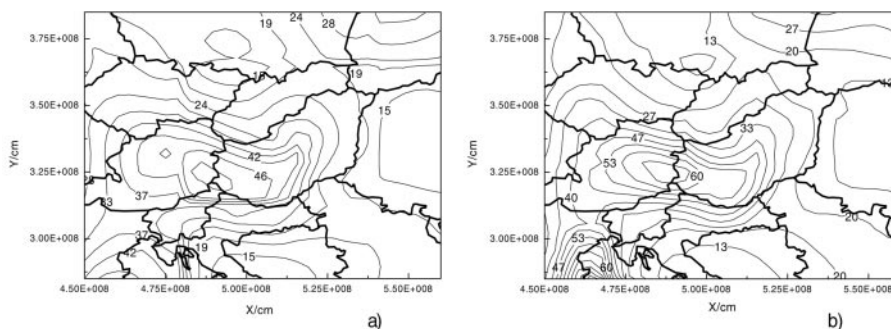 19
24
28
3.75E+008
15
19
3.50E+008
24
15
Y/cm
42
3.25E+008
46
37
33
3.00E+008
37
19
42
15
4.50E+008
4.75E+008
5.00E+008
5.25E+008
5.50E+008
X/cm
a)
3.75E+008
27
13
20
3.50E+008
27
33
47
Y/cm
53
3.25E+008
60
40
20
3.00E+008
53
13
47
60
20
4.50E+008
4.75E+008
5.00E+008
5.25E+008
5.50E+008
X/cm
b)